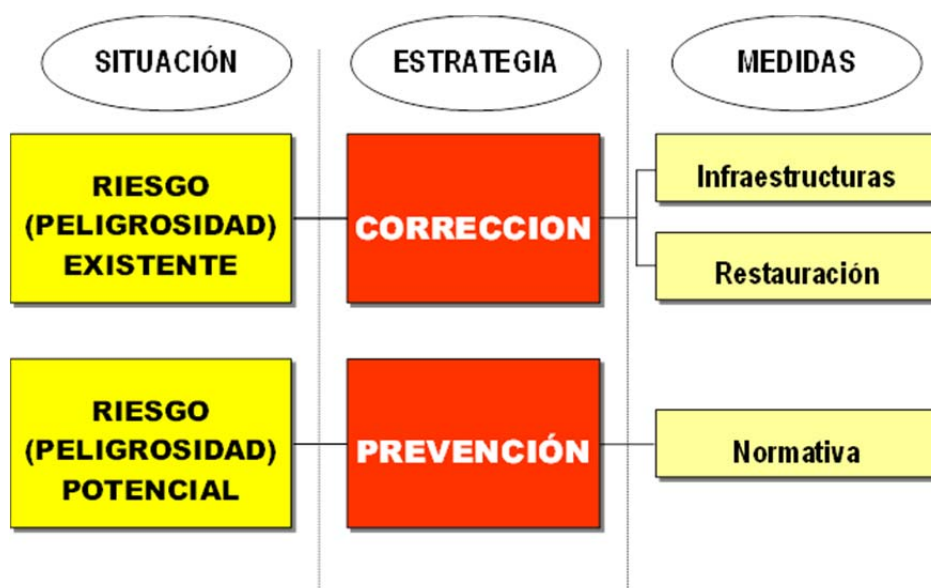 SITUACIÓN
ESTRATEGIA
MEDIDAS
RIESGO
(PELIGROSIDAD)
EXISTENTE
CORRECCION
Infraestructuras
Restauración
RIESGO
(PELIGROSIDAD)
POTENCIAL
PREVENCIÓN
Normativa